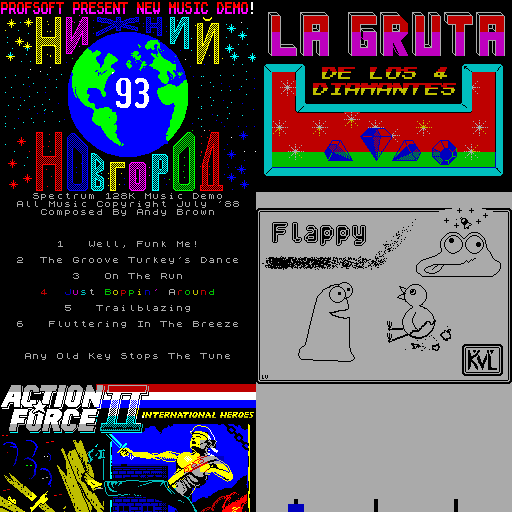 PROFSOFT PRESENT NEW MUSIC DEMO!
НИЖНИЙ
93
НОВГОРОД
LA GRUTA
DE LOS 4
DIAMANTES
Spectrum 128K Music Demo
All Music Copyright July '88
Composed By Andy Brown
1 Well, Funk Me!
2 The Groove Turkey's Dance
3 On The Run
4 Just Boppin' Around
5 Trailblazing
6 Fluttering In The Breeze
Any Old Key Stops The Tune
Flappy
KVL
LV
ACTION
FORCE II
INTERNATIONAL HEROES